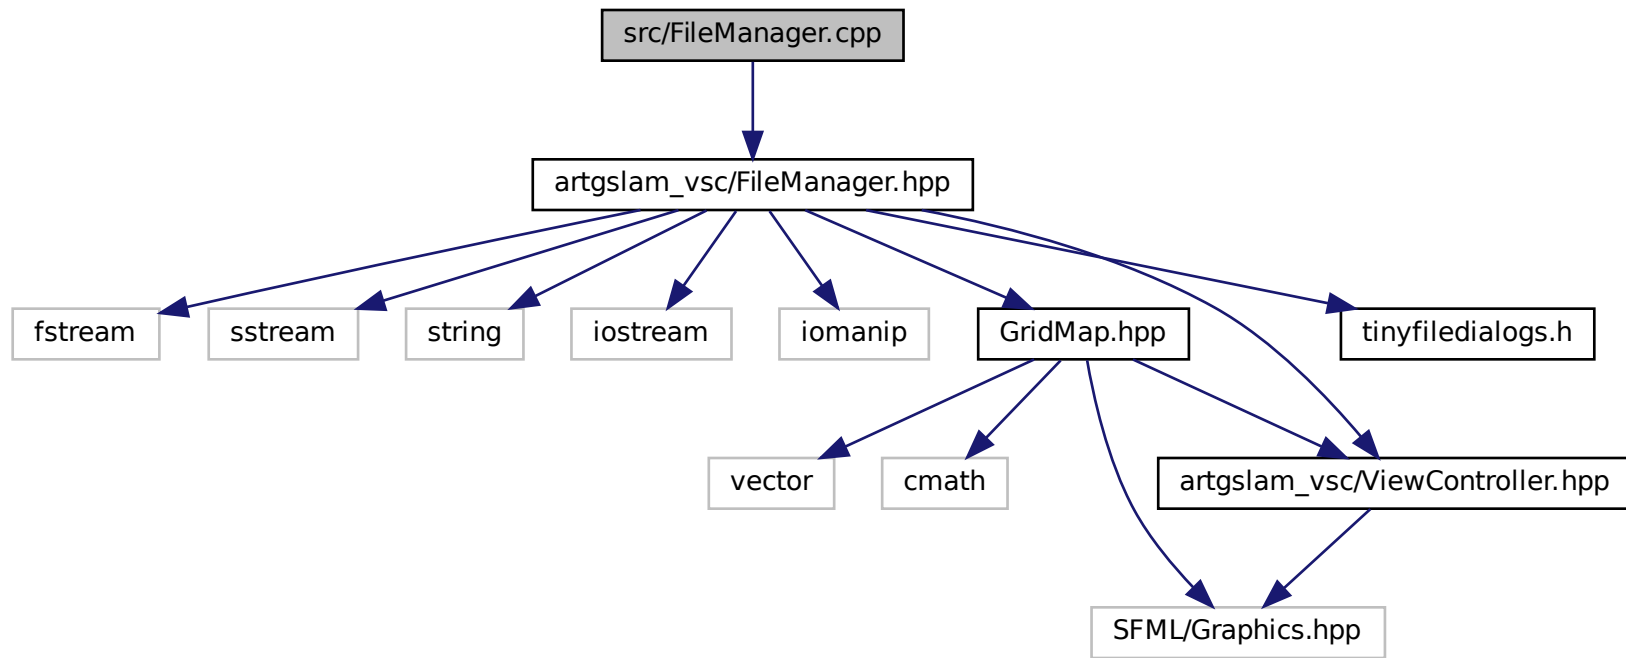 src/FileManager.cpp
artgslam_vsc/FileManager.hpp
fstream
sstream
string
iostream
iomanip
GridMap.hpp
tinyfiledialogs.h
vector
cmath
artgslam_vsc/ViewController.hpp
SFML/Graphics.hpp